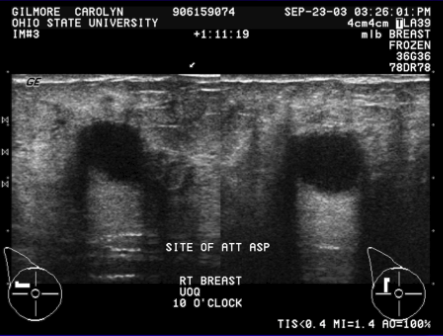 GILMORE CAROLYN 906159074 SEP-23-03 03:26:01PM
OHIO STATE UNIVERSITY 4cm4cm TLA39
IM#3 +1:11:19 mlb BREAST
FROZEN
36G36
78DR78
GE
SITE OF ATT ASP
RT BREAST
UOQ
10 O'CLOCK
TIS<0.4 MI=1.4 AO=100%